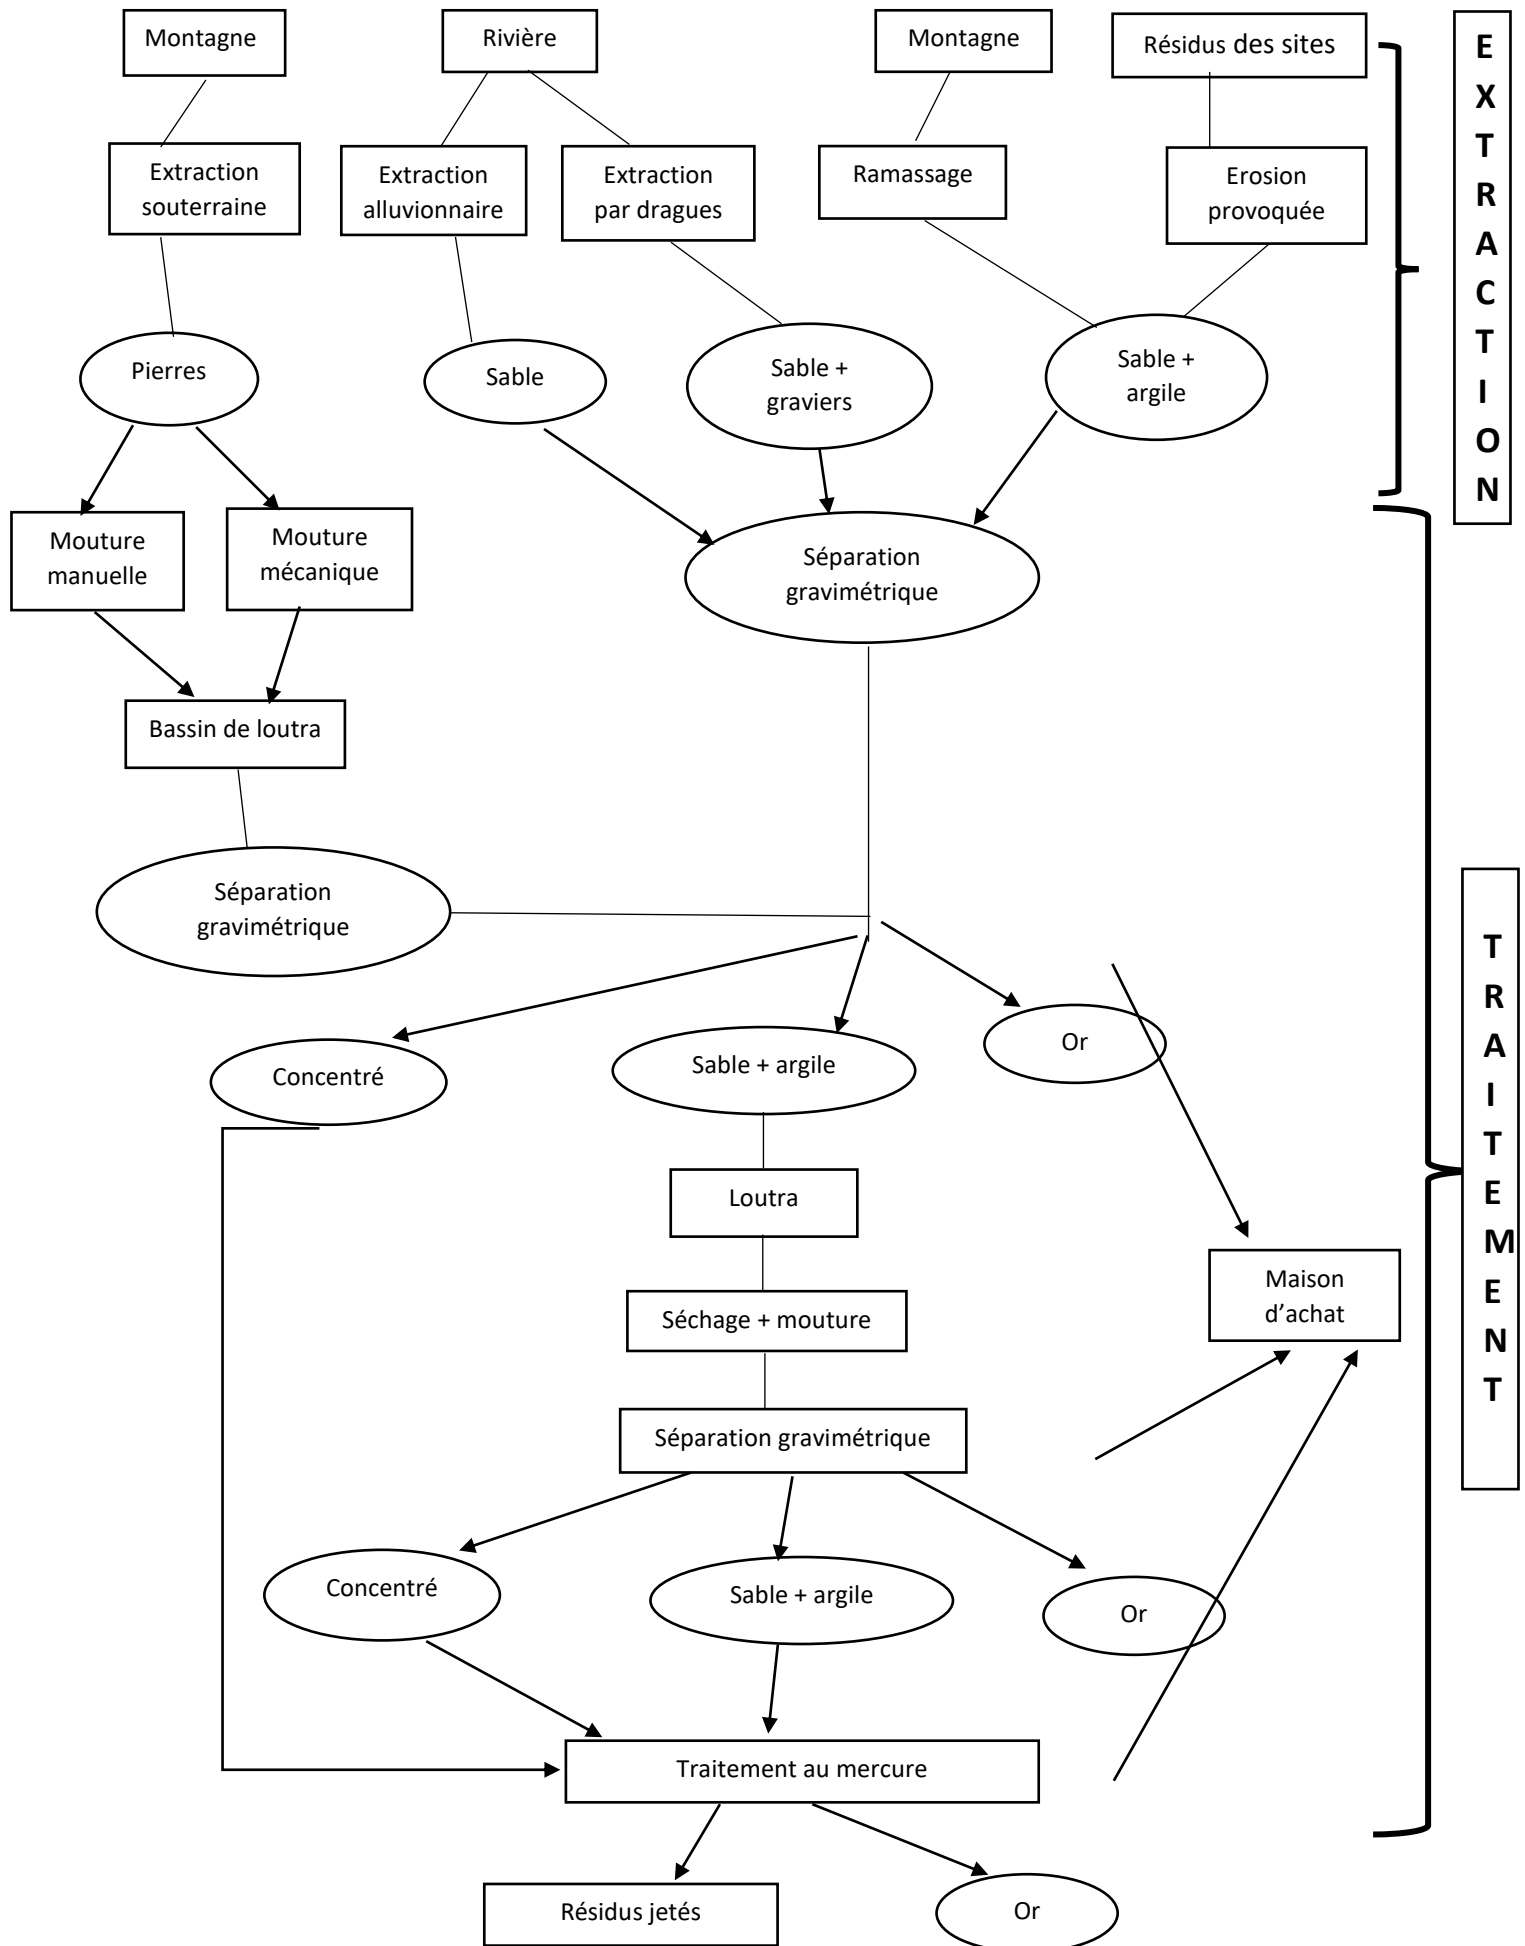 Montagne
Rivière
Montagne
Résidus des sites
Extraction
souterraine
Extraction
alluvionnaire
Extraction
par dragues
Ramassage
Erosion
provoquée
EXTRACTION
Pierres
Sable
Sable +
graviers
Sable +
argile
Mouture
manuelle
Mouture
mécanique
Séparation
gravimétrique
Bassin de loutra
Séparation
gravimétrique
Concentré
Sable + argile
Or
TRAITEMENT
Loutra
Séchage + mouture
Maison
d’achat
Séparation gravimétrique
Concentré
Sable + argile
Or
Traitement au mercure
Résidus jetés
Or